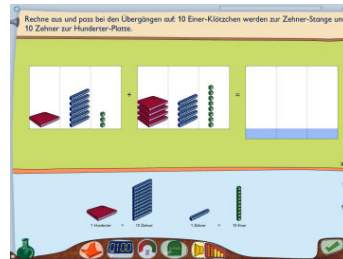 Rechne aus und pass bei den Übergängen auf: 10 Einer-Klötzchen werden zur Zehner-Stange und
10 Zehner zur Hunderter-Platte.
+ =
1 Hunderter = 10 Zehner 1 Zehner = 10 Einer
0100